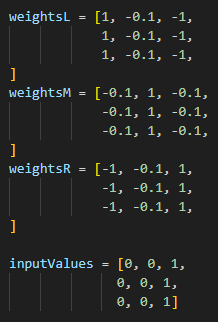 weightsL = [1, -0.1, -1,
1, -0.1, -1,
1, -0.1, -1,
]
weightsM = [-0.1, 1, -0.1,
-0.1, 1, -0.1,
-0.1, 1, -0.1,
]
weightsR = [-1, -0.1, 1,
-1, -0.1, 1,
-1, -0.1, 1,
]
inputValues = [0, 0, 1,
0, 0, 1,
0, 0, 1]